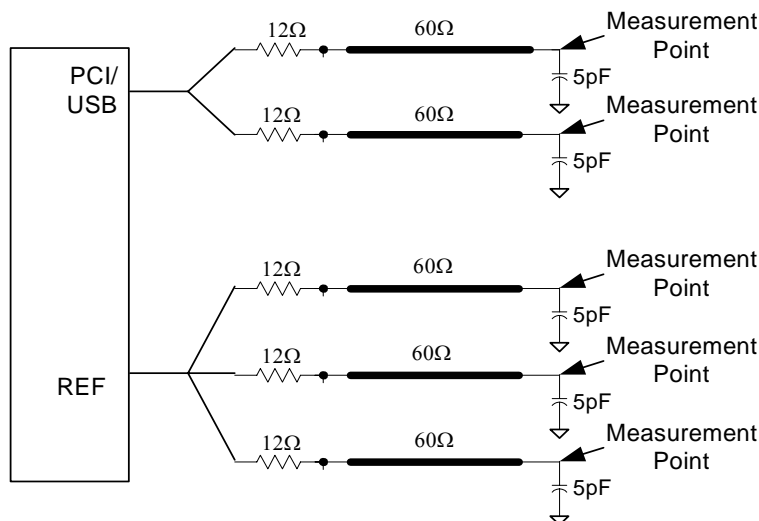 12Ω
60Ω
Measurement
Point
PCI/
USB
5pF
12Ω
60Ω
Measurement
Point
5pF
12Ω
60Ω
Measurement
Point
5pF
REF
12Ω
60Ω
Measurement
Point
5pF
12Ω
60Ω
Measurement
Point
5pF